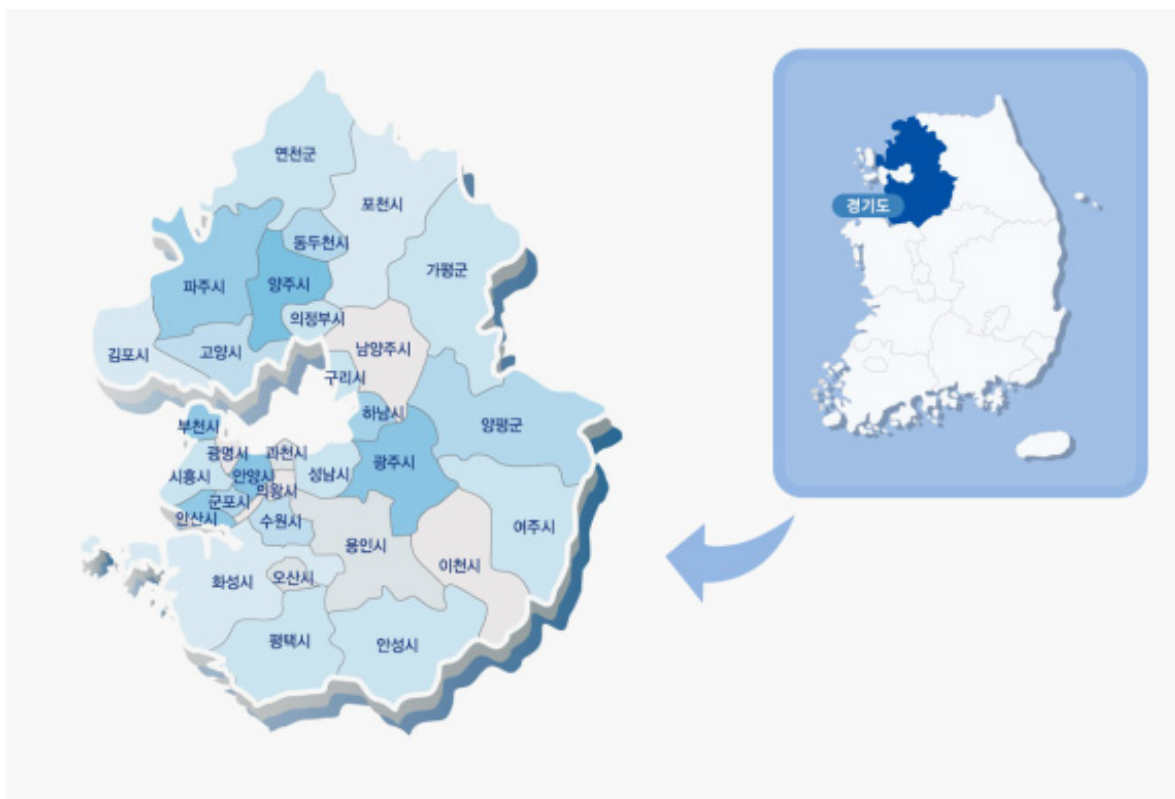 연천군
포천시
동두천시
가평군
파주시
양주시
의정부시
김포시
고양시
남양주시
구리시
하남시
양평군
부천시
광명시
과천시
광주시
시흥시
안양시
성남시
의왕시
군포시
안산시
수원시
여주시
용인시
이천시
화성시
오산시
평택시
안성시
경기도